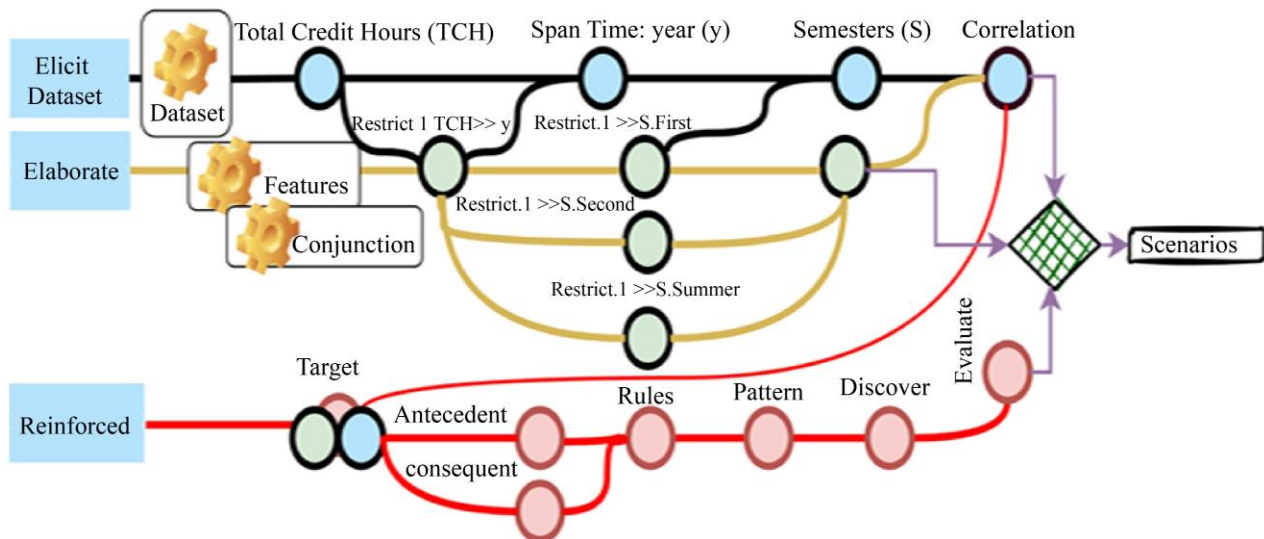 Total Credit Hours (TCH)
Span Time: year (y)
Semesters (S)
Correlation
Elicit
Dataset
Dataset
Restrict 1 TCH>> y
Restrict.1 >>S.First
Elaborate
Features
Conjunction
Restrict.1 >>S.Second
Scenarios
Restrict.1 >>S.Summer
Evaluate
Target
Reinforced
Antecedent
Rules
Pattern
Discover
consequent